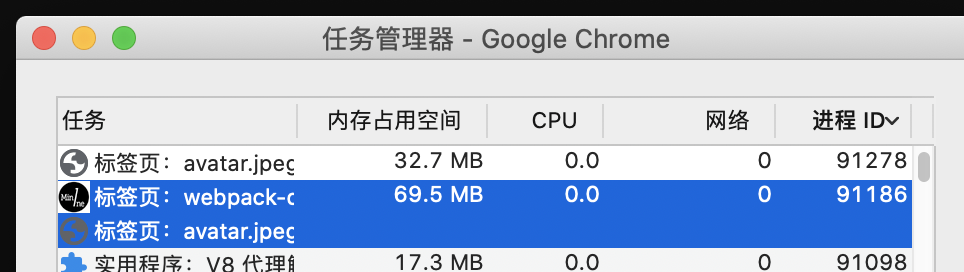 任务管理器 - Google Chrome
任务 内存占用空间 CPU 网络 进程 ID
标签页：avatar.jpeg 32.7 MB 0.0 0 91278
标签页：webpack-c 69.5 MB 0.0 0 91186
标签页：avatar.jpeg
实用程序：V8 代理解 17.3 MB 0.0 0 91098